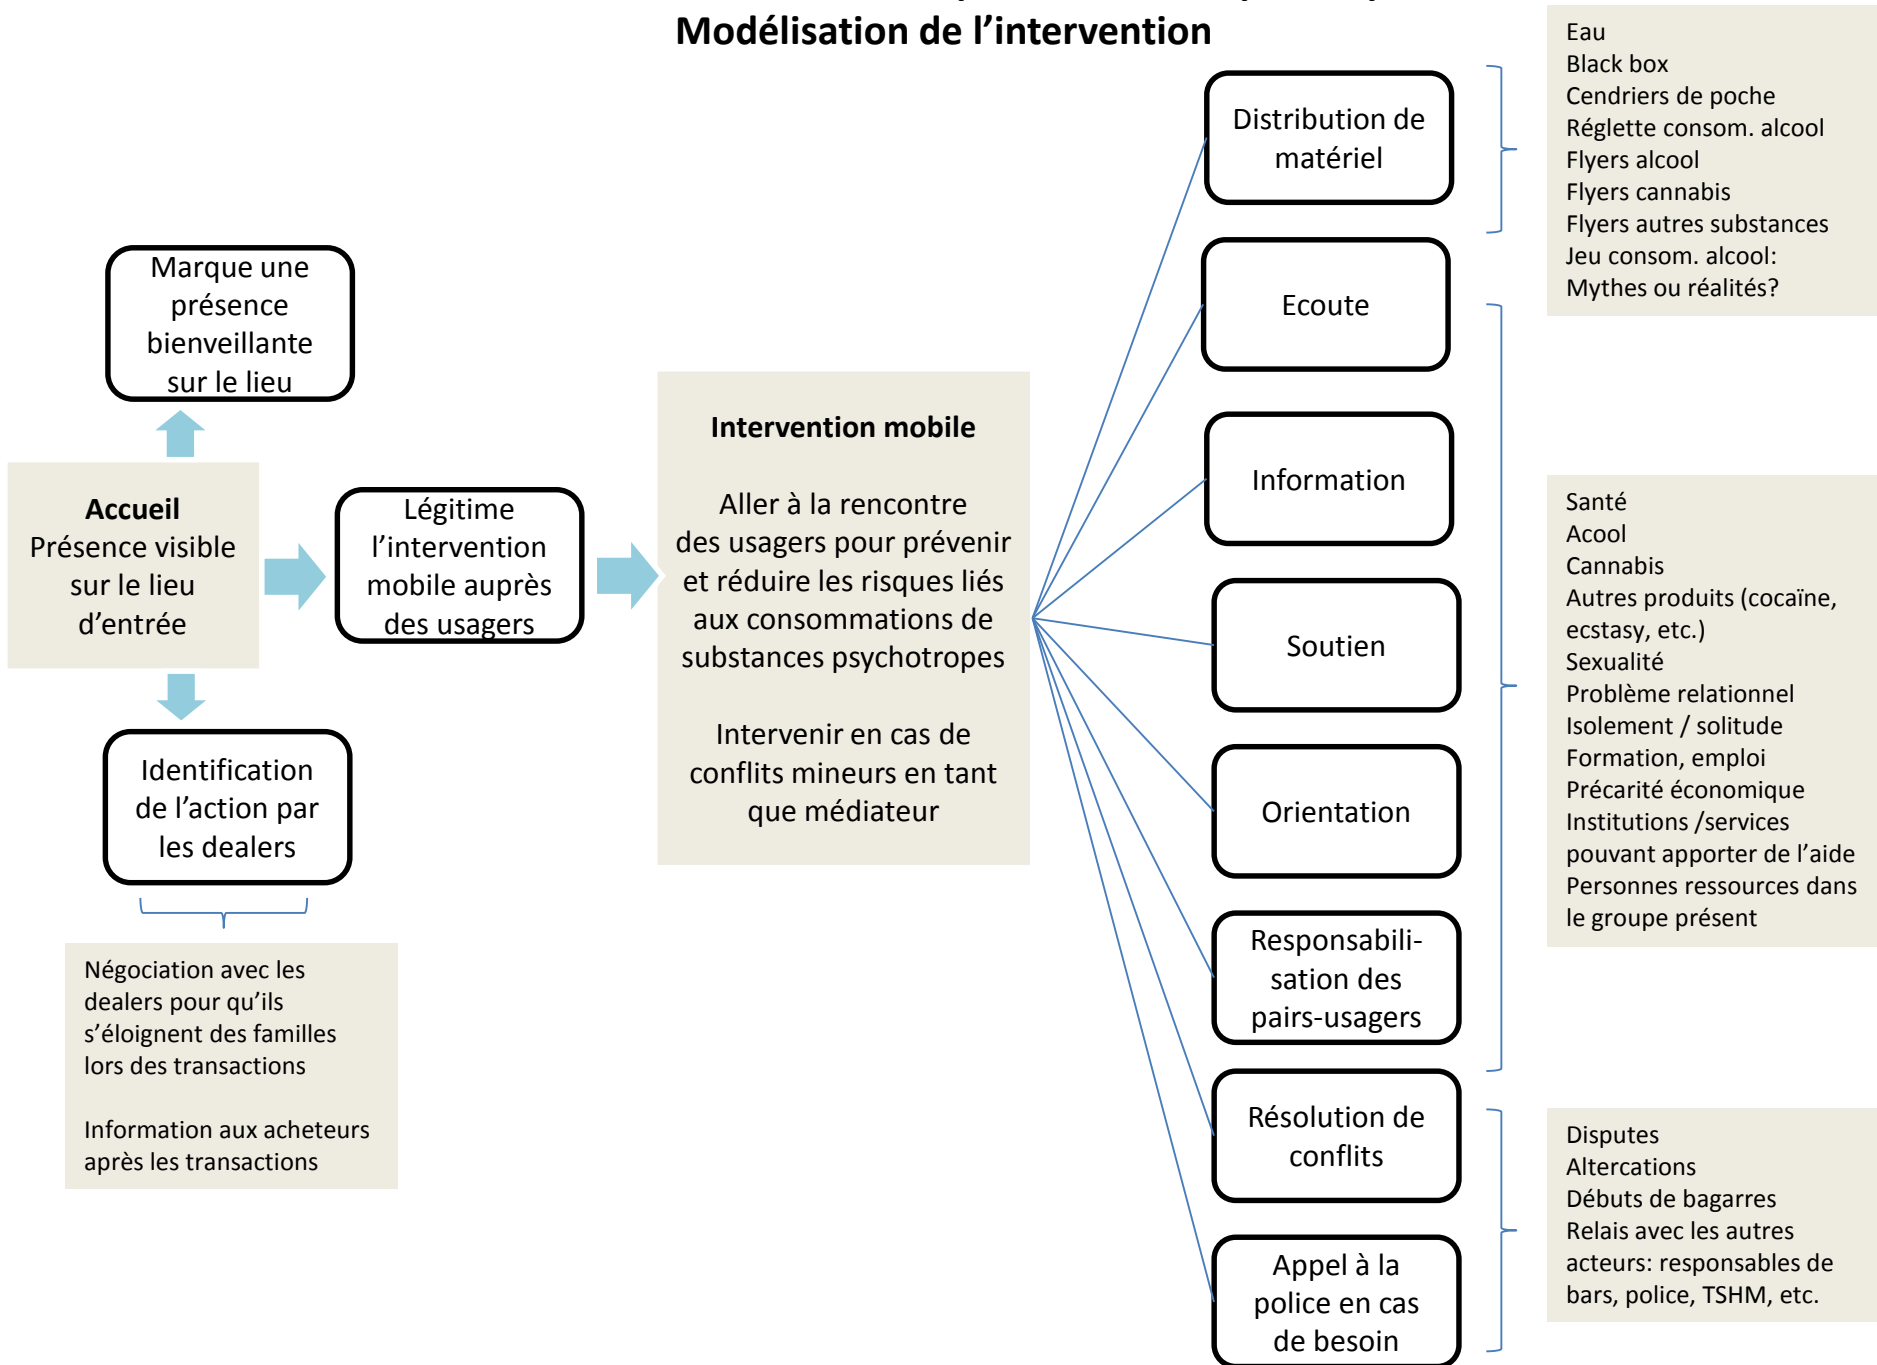 Modélisation de l’intervention
Marque une
présence
bienveillante
sur le lieu
Accueil
Présence visible
sur le lieu
d’entrée
Légitime
l’intervention
mobile auprès
des usagers
Identification
de l’action par
les dealers
Négociation avec les
dealers pour qu’ils
s’éloignent des familles
lors des transactions
Information aux acheteurs
après les transactions
Intervention mobile
Aller à la rencontre
des usagers pour prévenir
et réduire les risques liés
aux consommations de
substances psychotropes
Intervenir en cas de
conflits mineurs en tant
que médiateur
Distribution de
matériel
Ecoute
Information
Soutien
Orientation
Responsabili-
sation des
pairs-usagers
Résolution de
conflits
Appel à la
police en cas
de besoin
Eau
Black box
Cendriers de poche
Réglette consom. alcool
Flyers alcool
Flyers cannabis
Flyers autres substances
Jeu consom. alcool:
Mythes ou réalités?
Santé
Acool
Cannabis
Autres produits (cocaïne,
ecstasy, etc.)
Sexualité
Problème relationnel
Isolement / solitude
Formation, emploi
Précarité économique
Institutions /services
pouvant apporter de l’aide
Personnes ressources dans
le groupe présent
Disputes
Altercations
Débuts de bagarres
Relais avec les autres
acteurs: responsables de
bars, police, TSHM, etc.